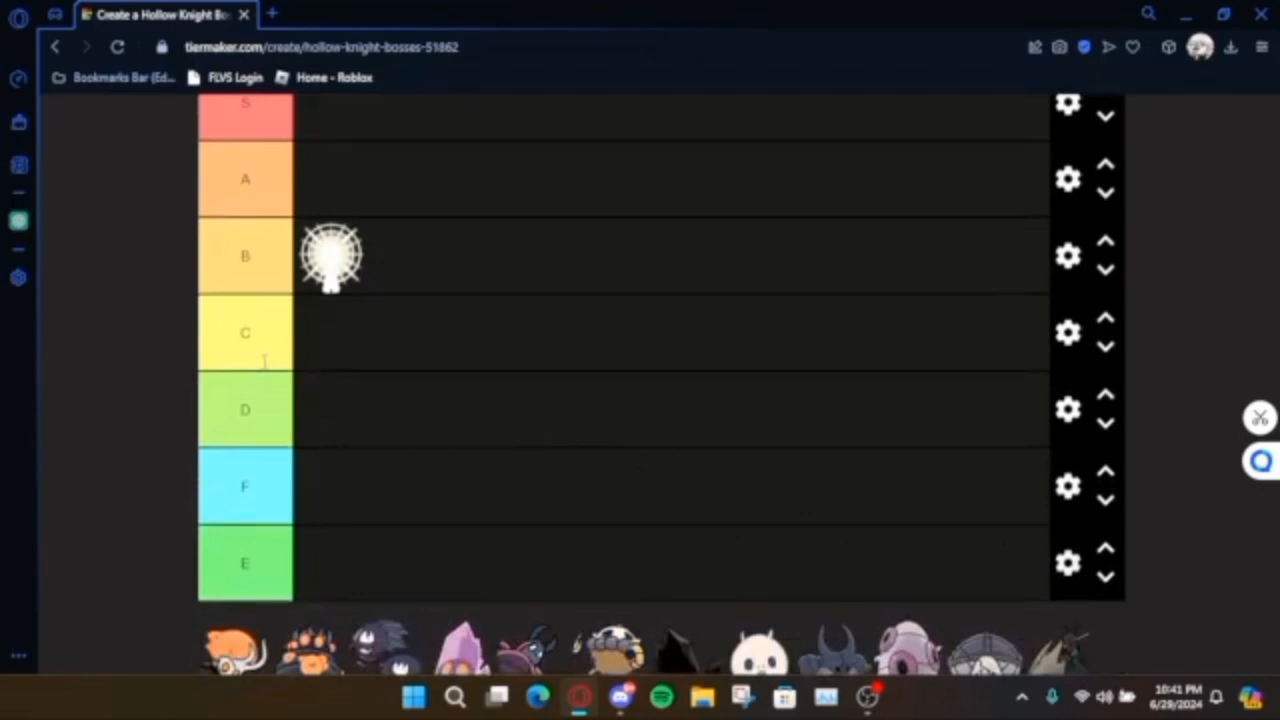 Create a Hollow Knight Bo
tiermaker.com/create/hollow-knight-bosses-51862
Bookmarks Bar (Ed... FLVS Login Home - Roblox
S
A
B
C
D
F
E
10:41 PM
6/29/2024